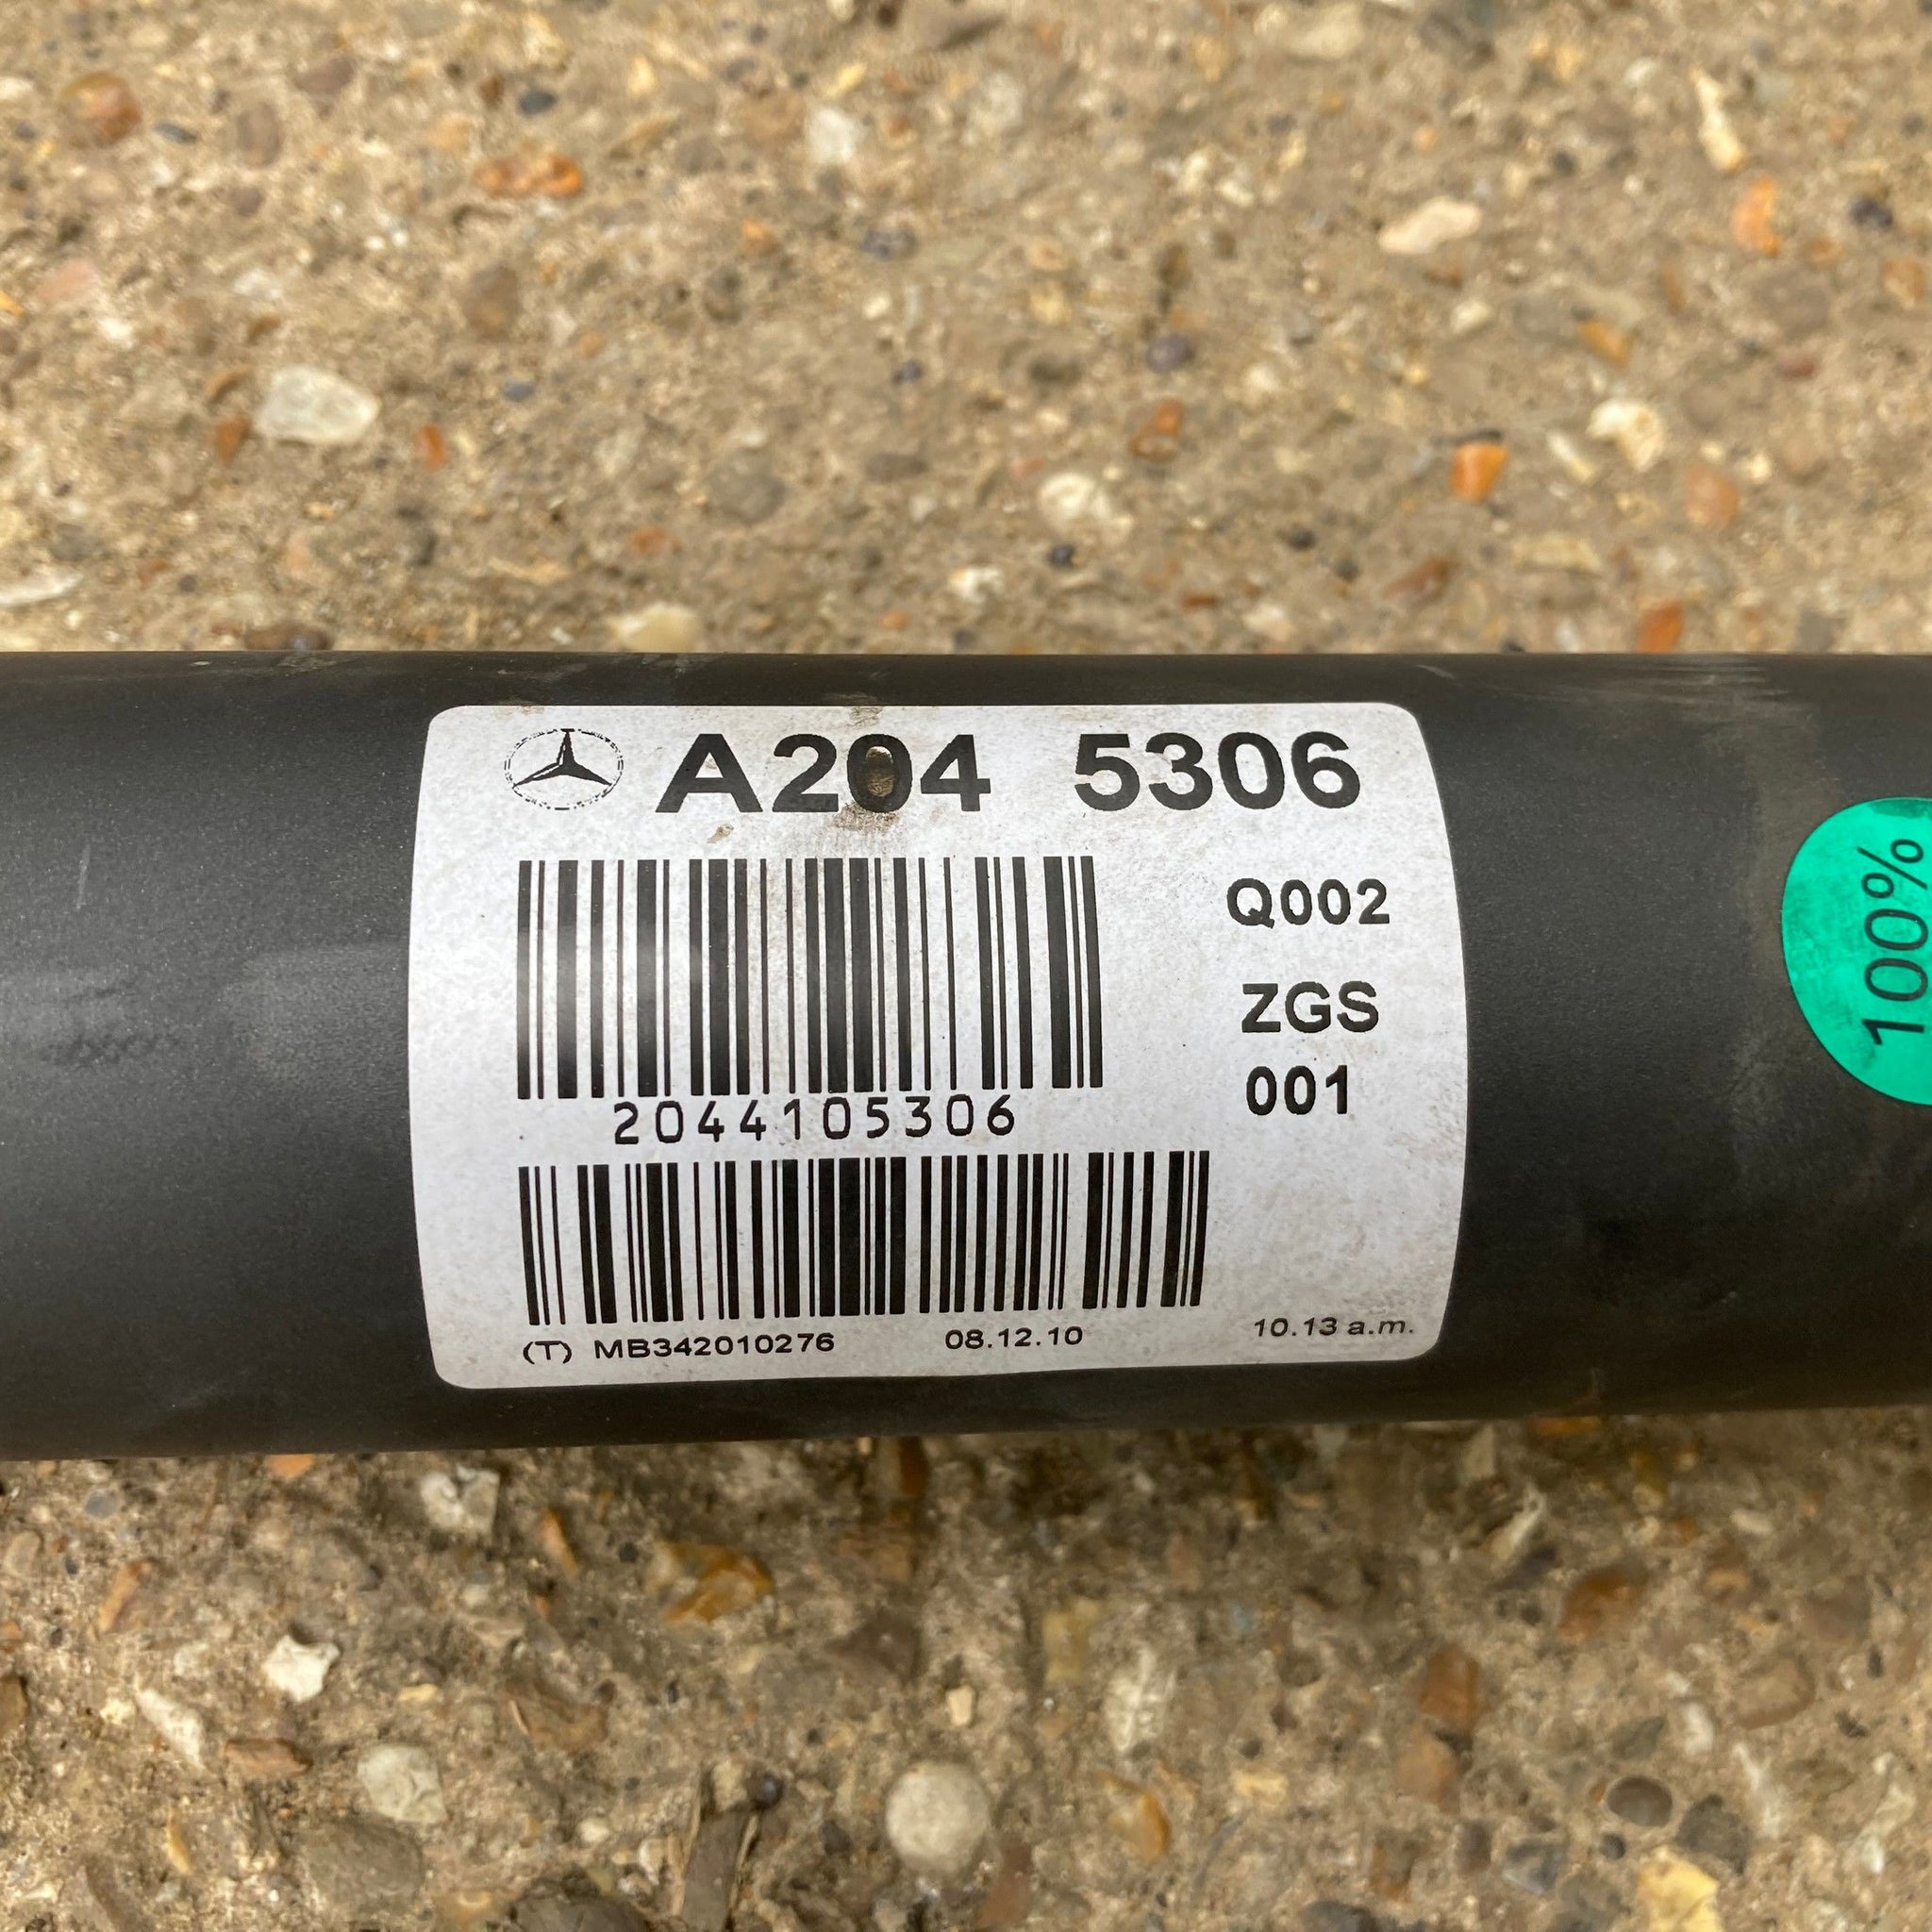 A204 5306
Q002
ZGS
001
2044105306
(T) MB342010276 08.12.10 10.13 a.m.
100%